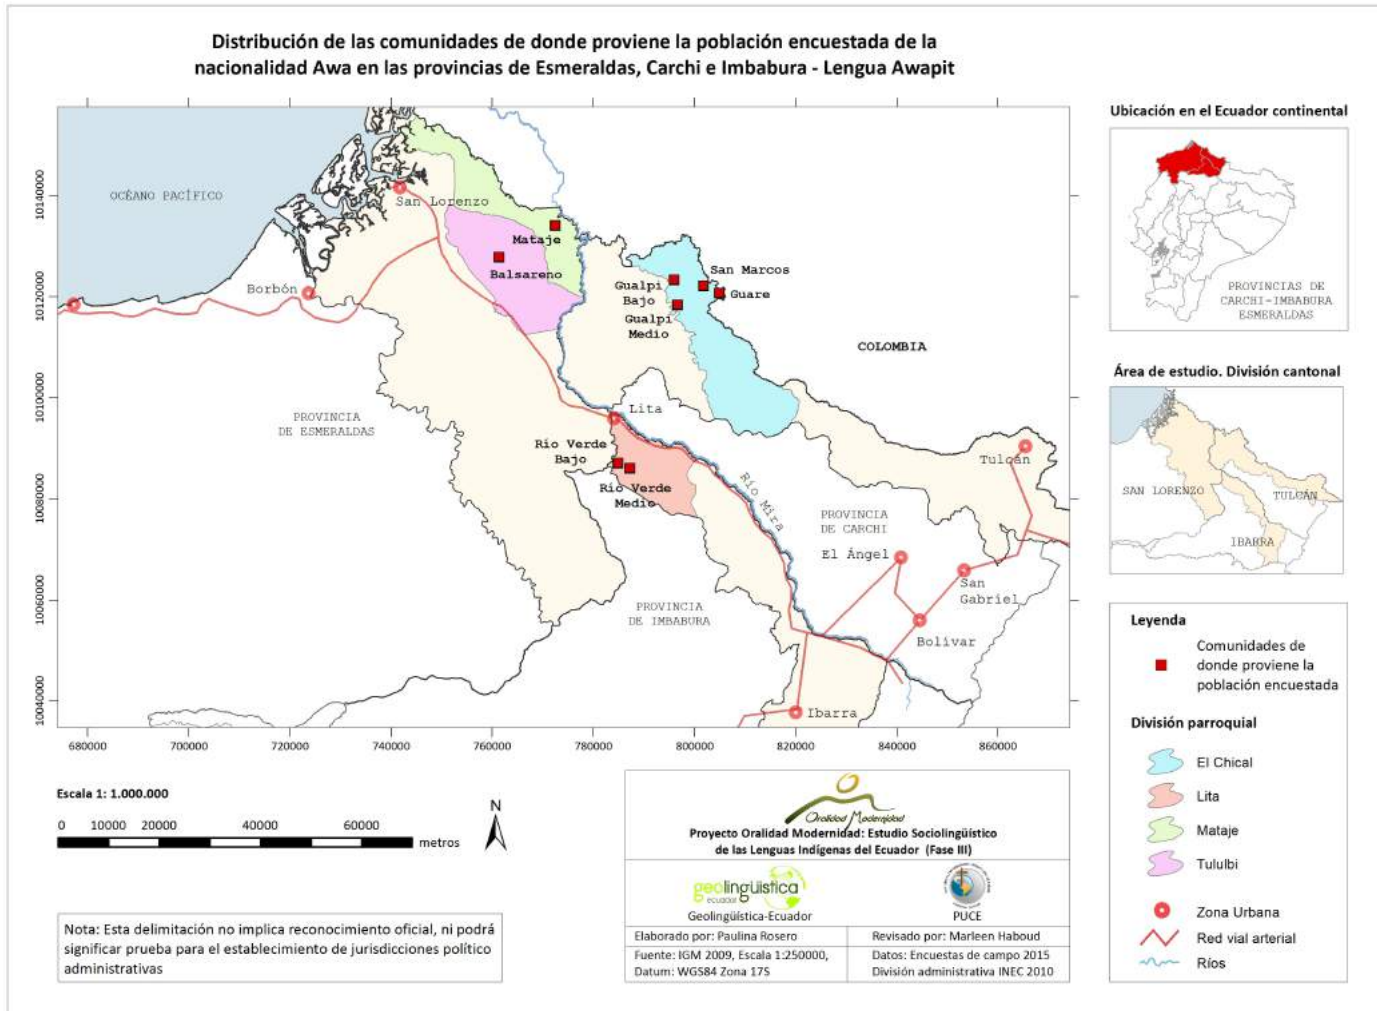 Distribución de las comunidades de donde proviene la población encuestada de la
nacionalidad Awa en las provincias de Esmeraldas, Carchi e Imbabura - Lengua Awapit
OCÉANO PACÍFICO
San Lorenzo
Mataje
Balsareno
Borbón
Gualpi
Bajo
San Marcos
Guare
Gualpi
Medio
COLOMBIA
PROVINCIA
DE ESMERALDAS
Lita
Río Verde
Bajo
Río Verde
Medio
Río Mira
Tulcán
PROVINCIA
DE CARCHI
El Ángel
San
Gabriel
PROVINCIA
DE IMBABURA
Bolívar
Ibarra
10140000
10120000
10100000
10080000
10060000
10040000
680000 700000 720000 740000 760000 780000 800000 820000 840000 860000
Ubicación en el Ecuador continental
PROVINCIAS DE
CARCHI-IMBABURA
ESMERALDAS
Área de estudio. División cantonal
SAN LORENZO
TULCÁN
IBARRA
Leyenda
Comunidades de
donde proviene la
población encuestada
División parroquial
El Chical
Lita
Mataje
Tululbi
Zona Urbana
Red vial arterial
Ríos
Escala 1: 1.000.000
0 10000 20000 40000 60000
metros
N
Nota: Esta delimitación no implica reconocimiento oficial, ni podrá
significar prueba para el establecimiento de jurisdicciones político
administrativas
Oralidad Modernidad
Proyecto Oralidad Modernidad: Estudio Sociolingüístico
de las Lenguas Indígenas del Ecuador (Fase III)
geolingüística
ecuador
Geolingüística-Ecuador
PUCE
Elaborado por: Paulina Rosero
Revisado por: Marleen Haboud
Fuente: IGM 2009, Escala 1:250000,
Datum: WGS84 Zona 17S
Datos: Encuestas de campo 2015
División administrativa INEC 2010